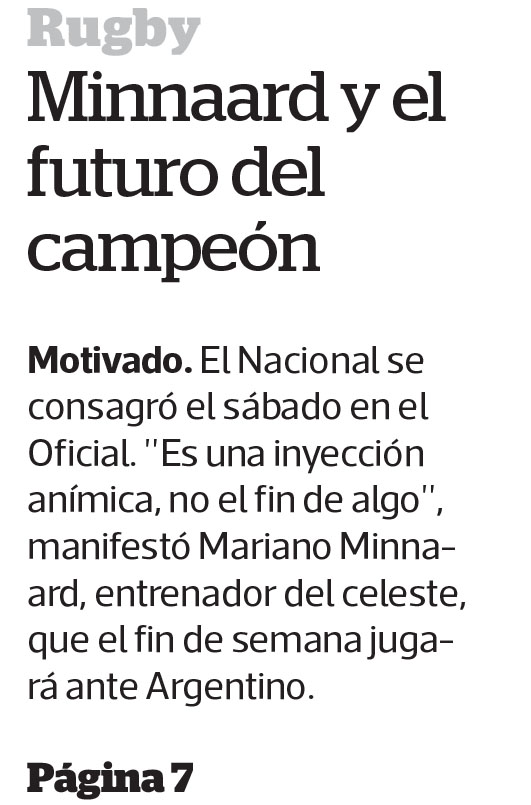 Rugby
Minnaard y el
futuro del
campeón
Motivado. El Nacional se
consagró el sábado en el
Oficial. "Es una inyección
anímica, no el fin de algo",
manifestó Mariano Minna-
ard, entrenador del celeste,
que el fin de semana juga-
rá ante Argentino.
Página 7